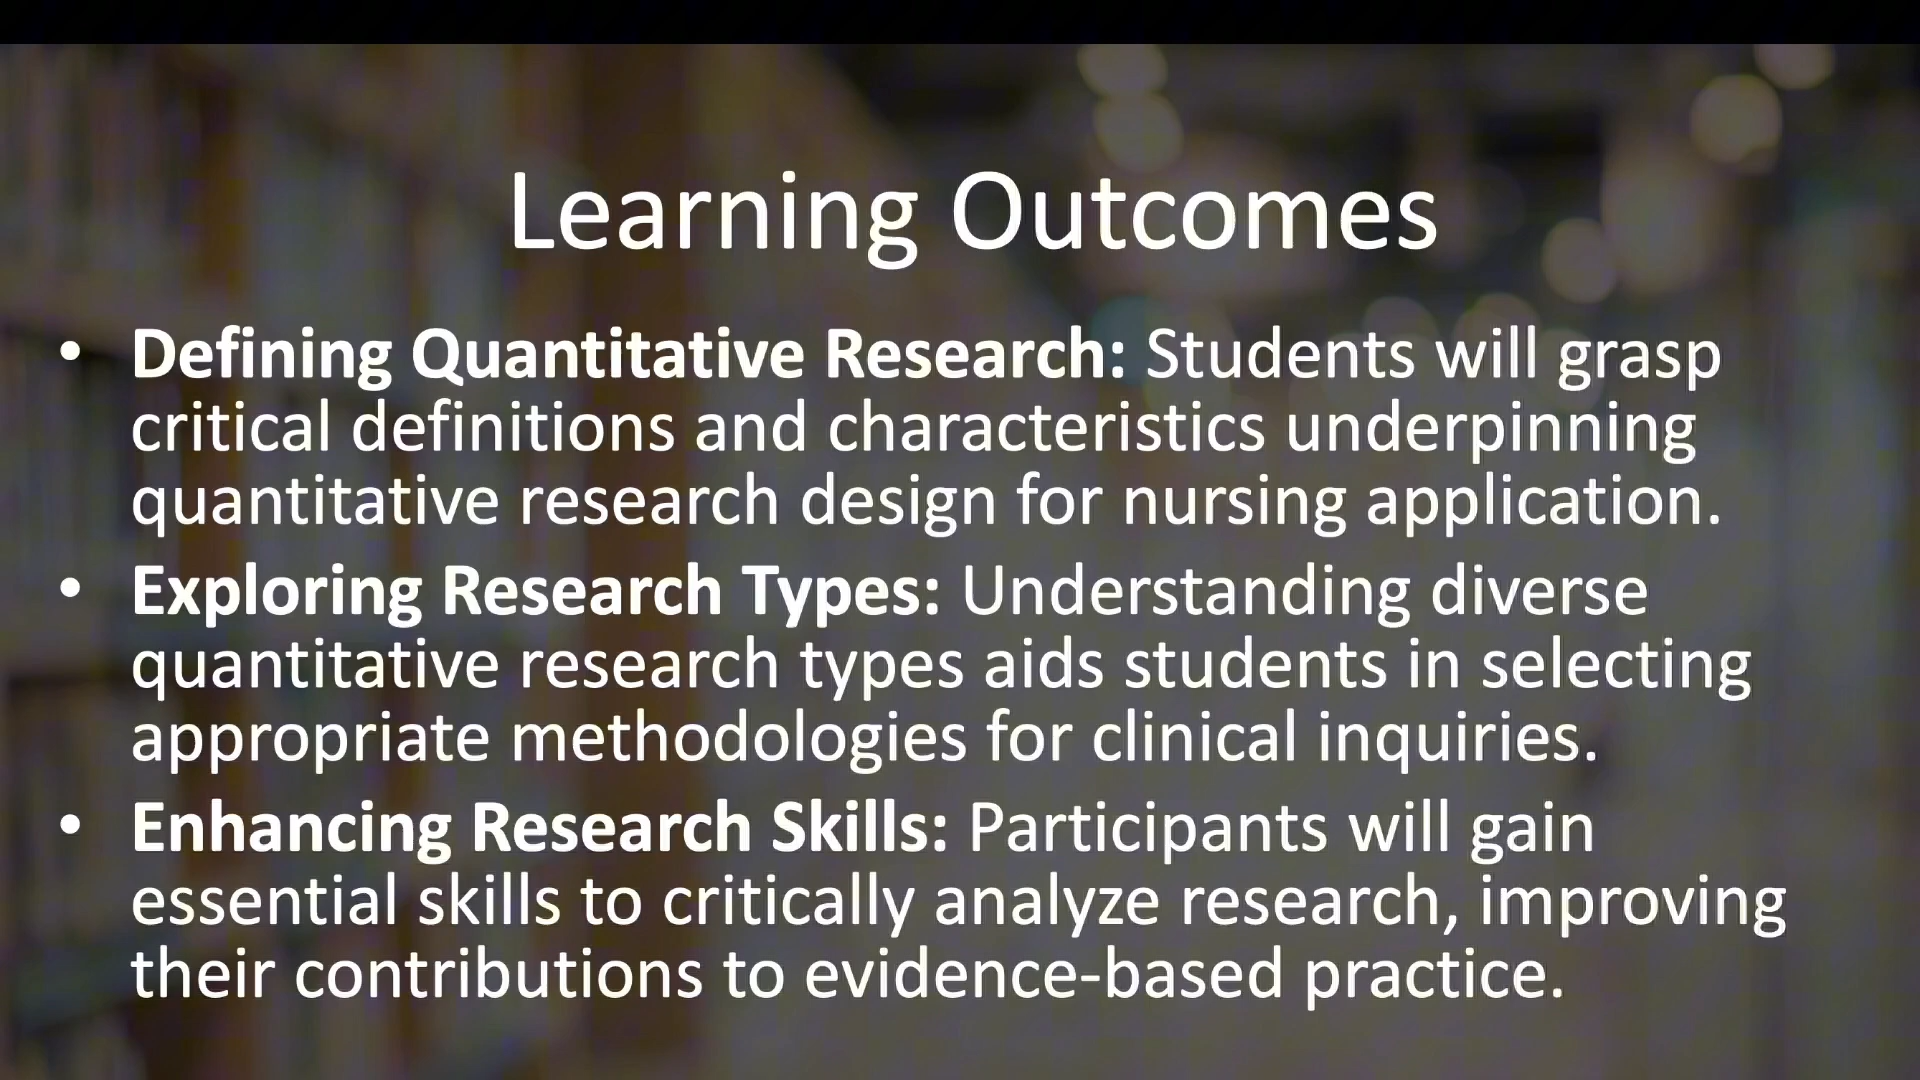 Learning Outcomes
• Defining Quantitative Research: Students will grasp
critical definitions and characteristics underpinning
quantitative research design for nursing application.
• Exploring Research Types: Understanding diverse
quantitative research types aids students in selecting
appropriate methodologies for clinical inquiries.
• Enhancing Research Skills: Participants will gain
essential skills to critically analyze research, improving
their contributions to evidence-based practice.